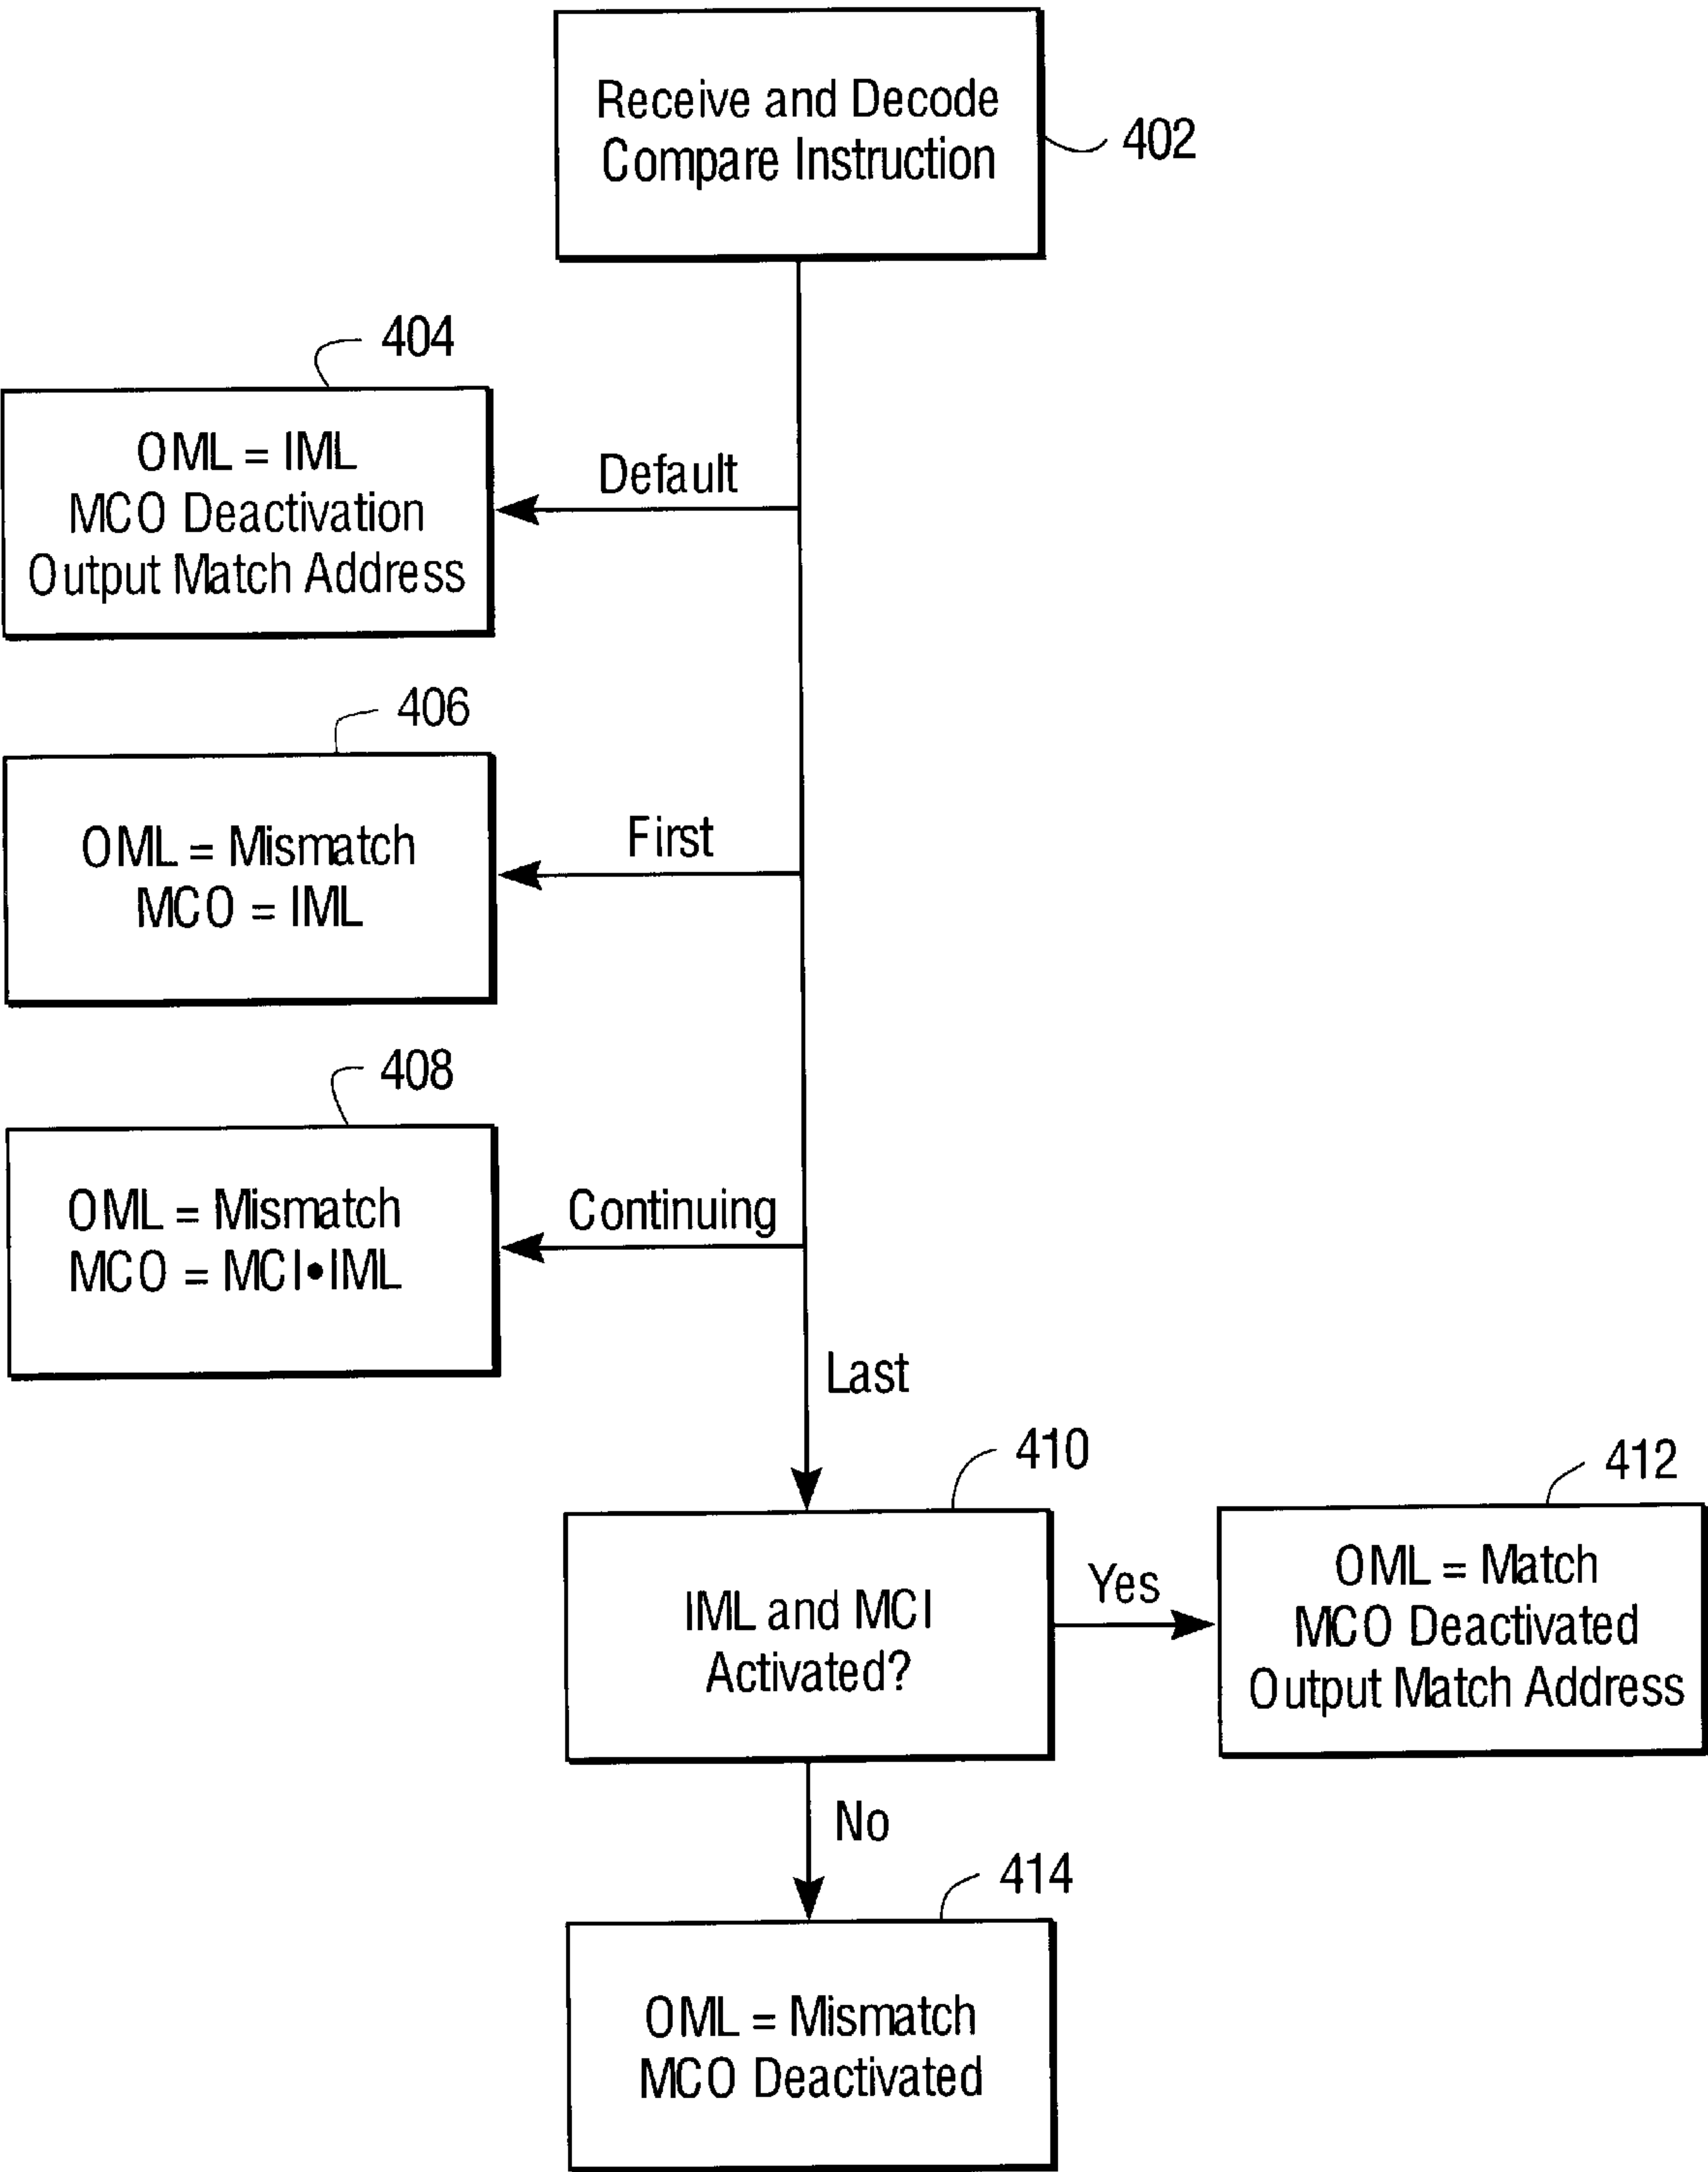 Receive and Decode
Compare Instruction
402
404
OML = IML
MCO Deactivation
Output Match Address
Default
406
OML = Mismatch
MCO = IML
First
408
OML = Mismatch
MCO = MCI•IML
Continuing
Last
410
IML and MCI
Activated?
Yes
412
OML = Match
MCO Deactivated
Output Match Address
No
414
OML = Mismatch
MCO Deactivated